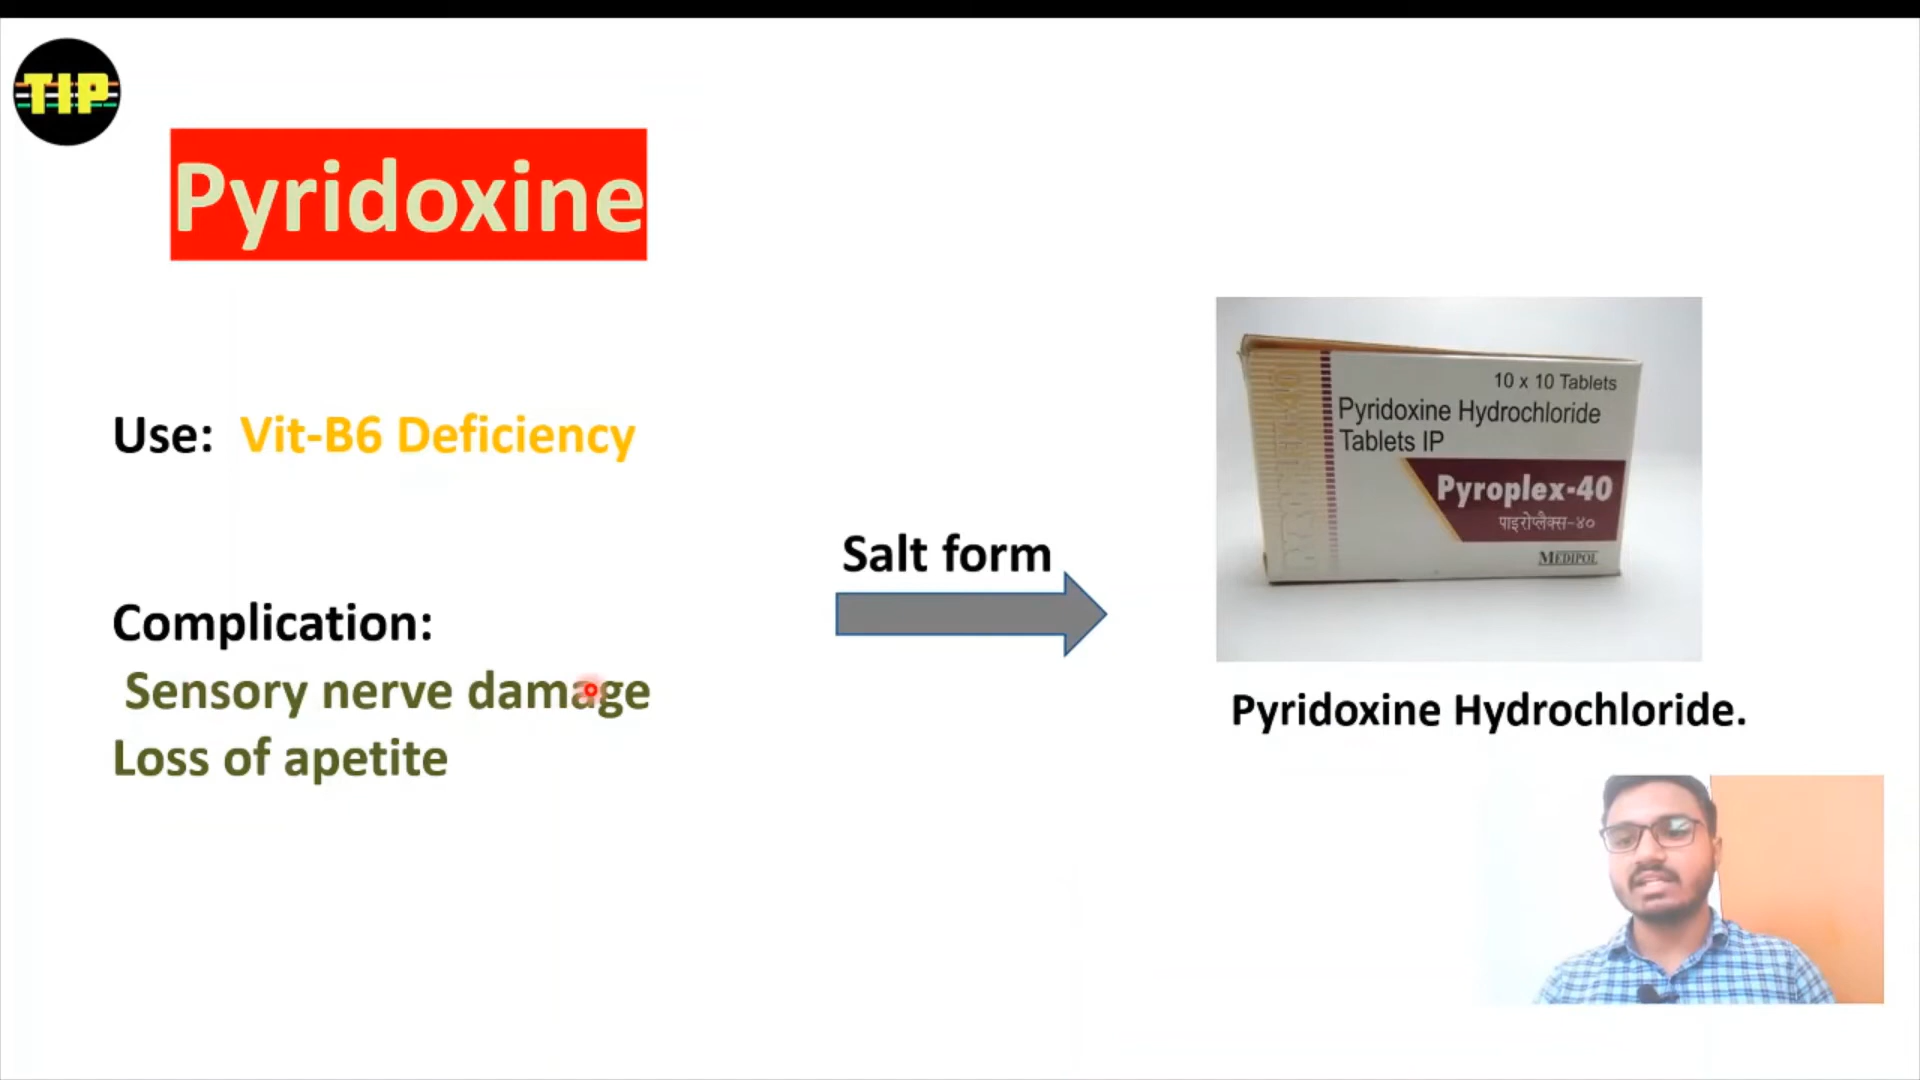 TIP
Pyridoxine
Use: Vit-B6 Deficiency
Complication:
Sensory nerve damage
Loss of apetite
Salt form
10 x 10 Tablets
Pyridoxine Hydrochloride
Tablets IP
Pyroplex-40
पाइरोप्लैक्स-४०
MEDIPOL
Pyridoxine Hydrochloride.